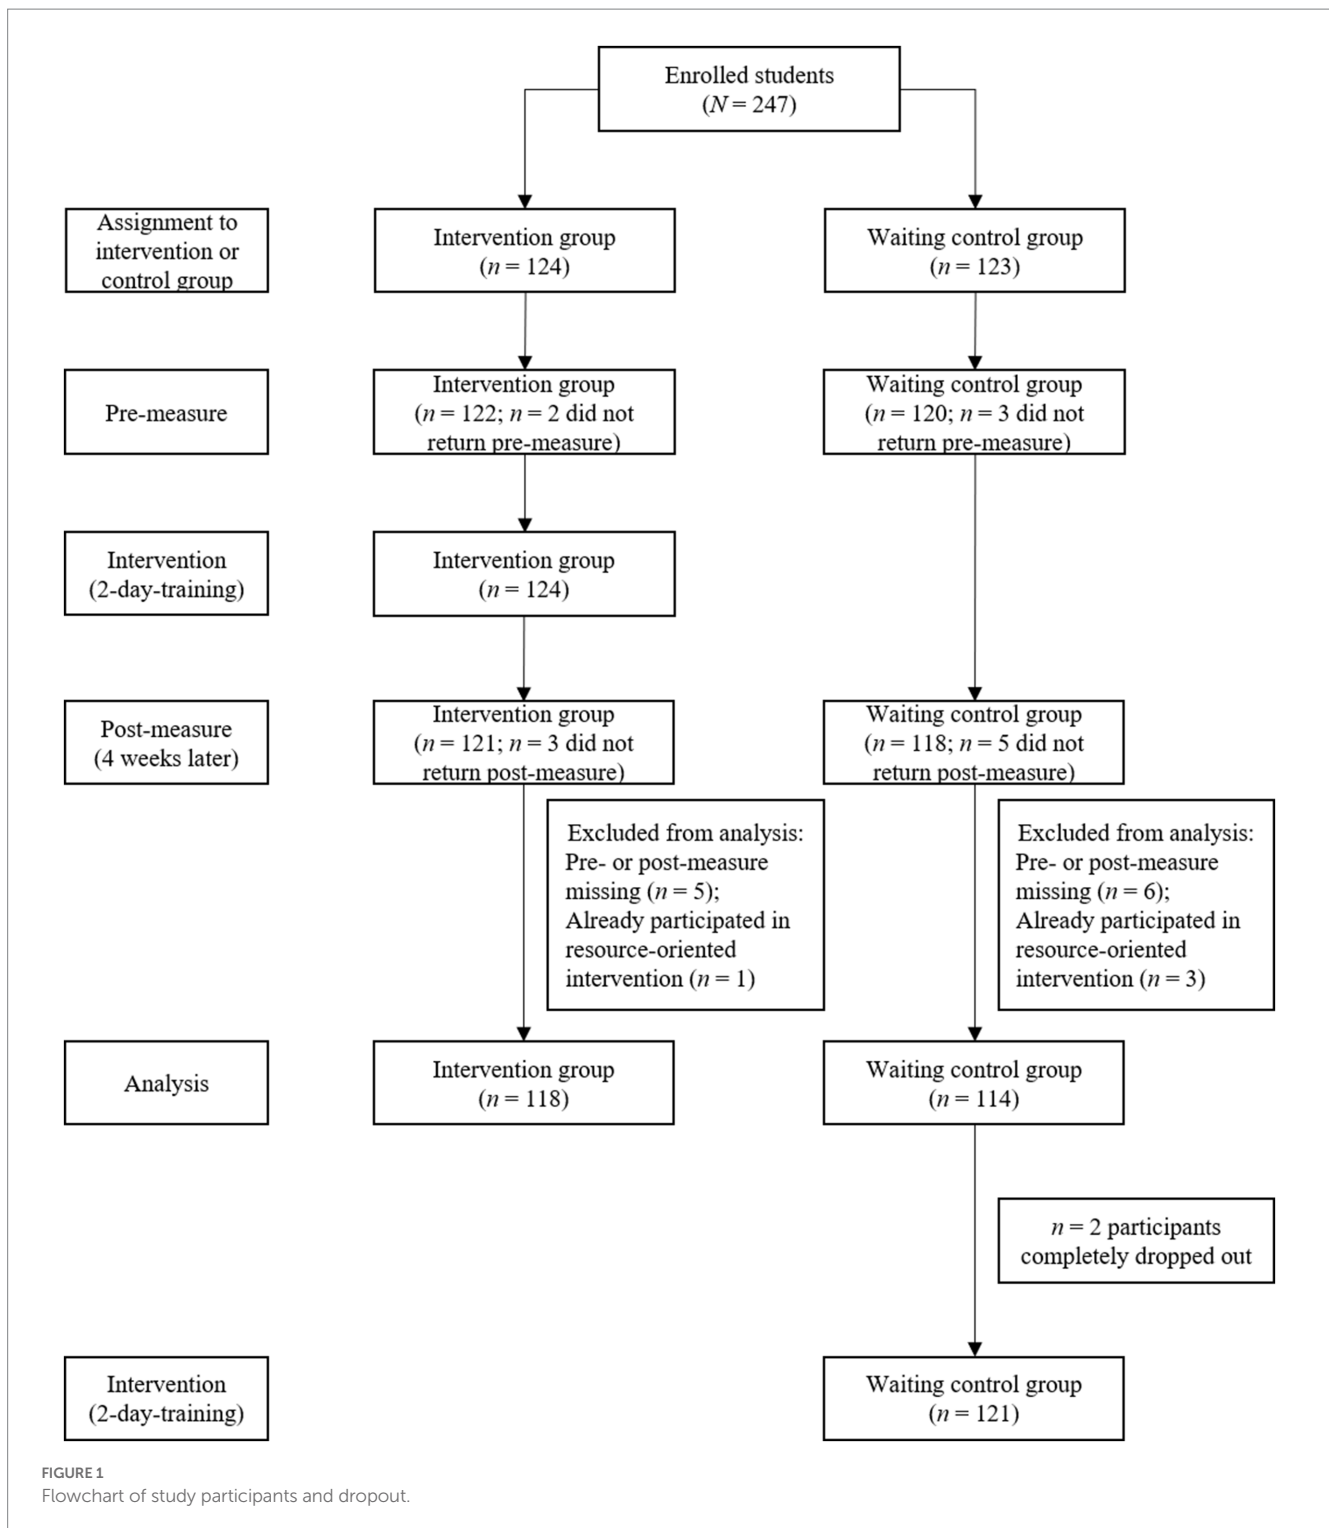 Enrolled students
(N = 247)
Assignment to
intervention or
control group
Intervention group
(n = 124)
Waiting control group
(n = 123)
Pre-measure
Intervention group
(n = 122; n = 2 did not
return pre-measure)
Waiting control group
(n = 120; n = 3 did not
return pre-measure)
Intervention
(2-day-training)
Intervention group
(n = 124)
Post-measure
(4 weeks later)
Intervention group
(n = 121; n = 3 did not
return post-measure)
Waiting control group
(n = 118; n = 5 did not
return post-measure)
Excluded from analysis:
Pre- or post-measure
missing (n = 5);
Already participated in
resource-oriented
intervention (n = 1)
Excluded from analysis:
Pre- or post-measure
missing (n = 6);
Already participated in
resource-oriented
intervention (n = 3)
Analysis
Intervention group
(n = 118)
Waiting control group
(n = 114)
n = 2 participants
completely dropped out
Intervention
(2-day-training)
Waiting control group
(n = 121)
FIGURE 1
Flowchart of study participants and dropout.